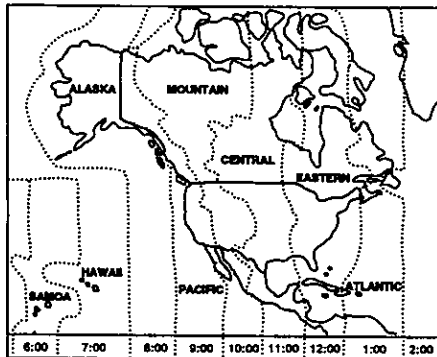 ALASKA MOUNTAIN
CENTRAL
EASTERN
HAWAII
SAMOA
PACIFIC
ATLANTIC
6:00 7:00 8:00 9:00 10:00 11:00 12:00 1:00 2:00